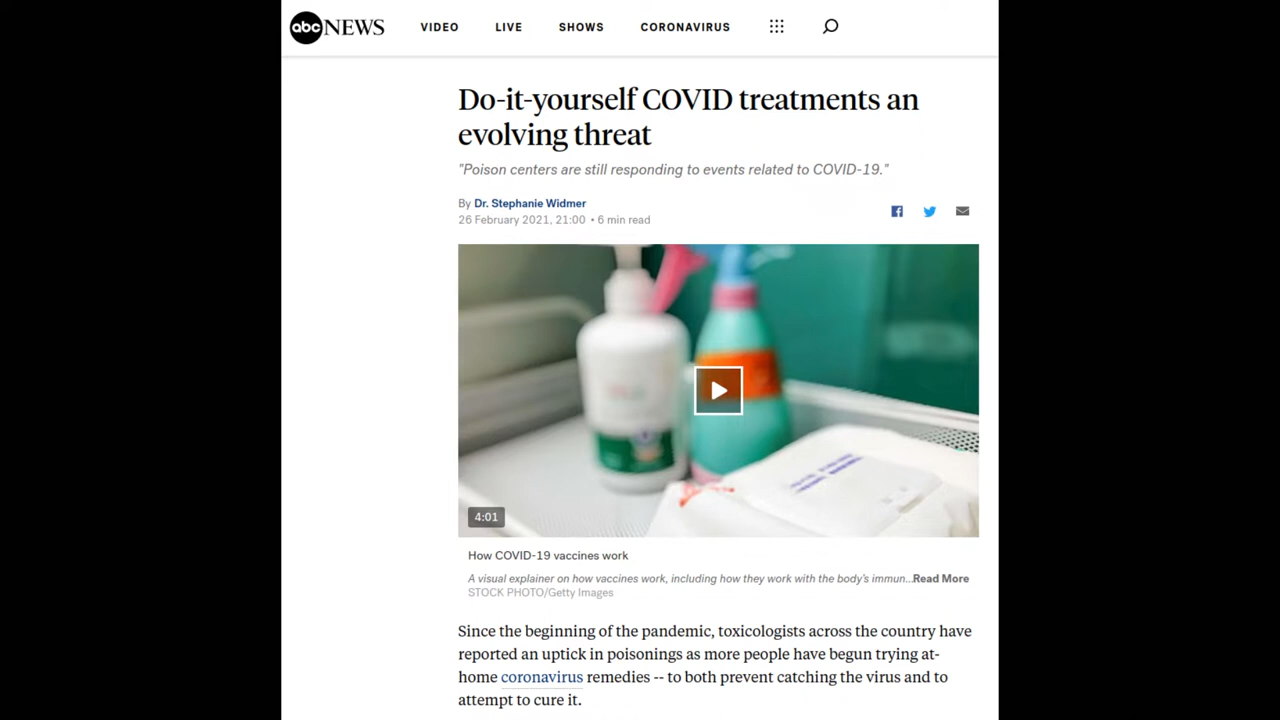 abc NEWS VIDEO LIVE SHOWS CORONAVIRUS
Do-it-yourself COVID treatments an
evolving threat
"Poison centers are still responding to events related to COVID-19."
By Dr. Stephanie Widmer
26 February 2021, 21:00 • 6 min read
4:01
How COVID-19 vaccines work
A visual explainer on how vaccines work, including how they work with the body's immun...Read More
STOCK PHOTO/Getty Images
Since the beginning of the pandemic, toxicologists across the country have
reported an uptick in poisonings as more people have begun trying at-
home coronavirus remedies -- to both prevent catching the virus and to
attempt to cure it.